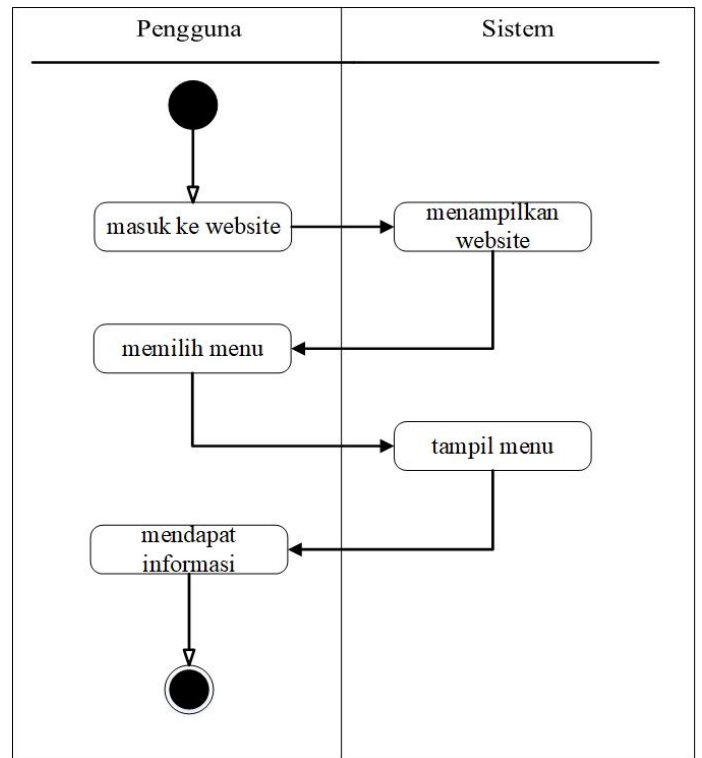 Pengguna
Sistem
masuk ke website
menampilkan
website
memilih menu
tampil menu
mendapat
informasi